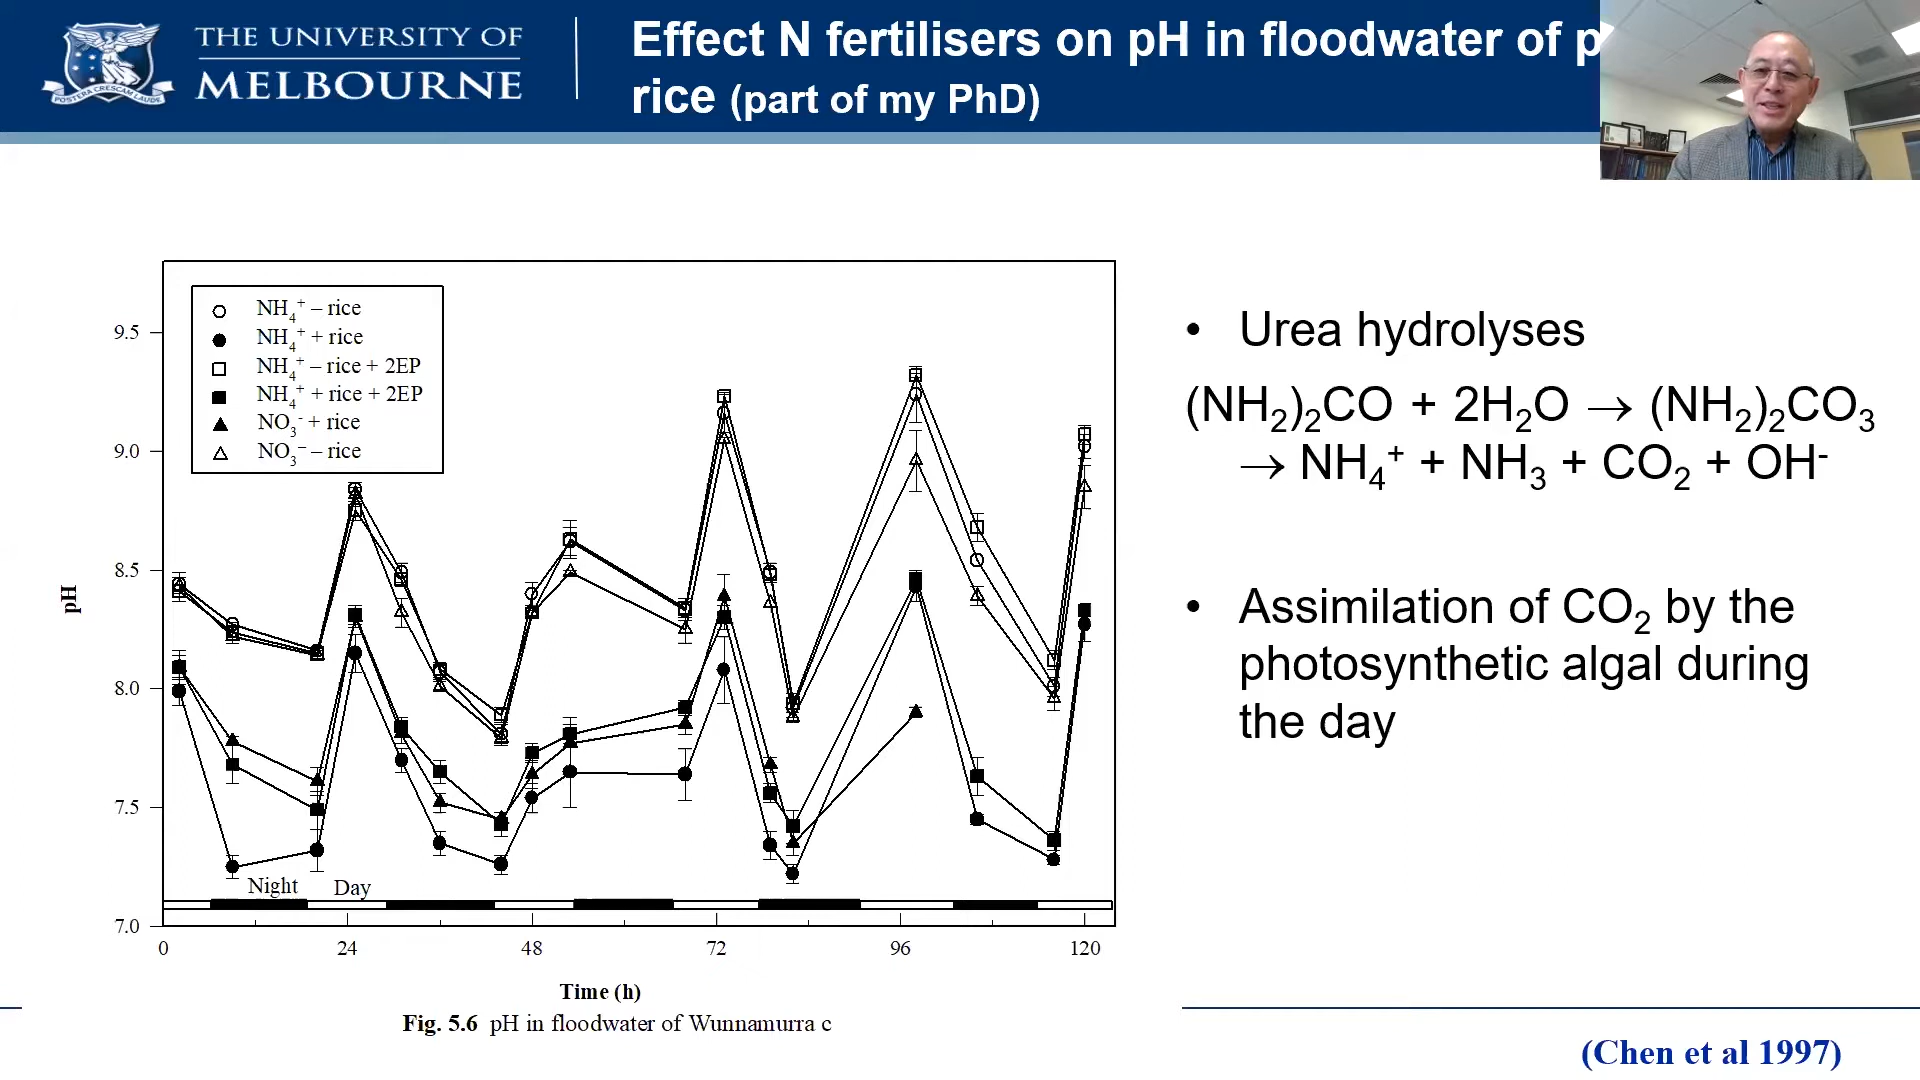 THE UNIVERSITY OF
MELBOURNE
POSTERA CRESCAM LAUDE
Effect N fertilisers on pH in floodwater of p
rice (part of my PhD)
NH₄⁺ – rice
NH₄⁺ + rice
NH₄⁺ – rice + 2EP
NH₄⁺ + rice + 2EP
NO₃⁻ + rice
NO₃⁻ – rice
9.5
9.0
8.5
8.0
7.5
7.0
pH
Night Day
0 24 48 72 96 120
Time (h)
Fig. 5.6 pH in floodwater of Wunnamurra c
• Urea hydrolyses
(NH₂)₂CO + 2H₂O → (NH₂)₂CO₃
→ NH₄⁺ + NH₃ + CO₂ + OH⁻
• Assimilation of CO₂ by the
photosynthetic algal during
the day
(Chen et al 1997)